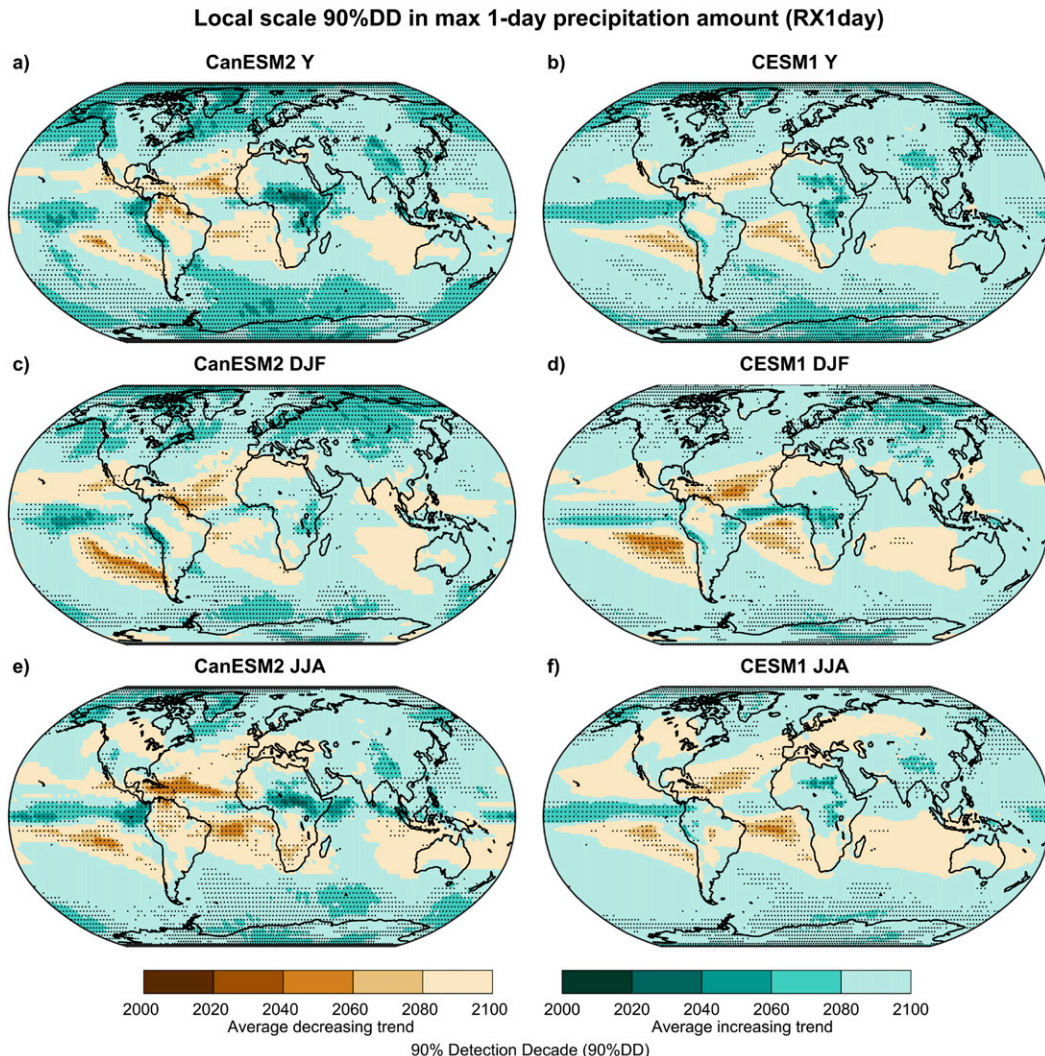 Local scale 90%DD in max 1-day precipitation amount (RX1day)
a) CanESM2 Y
b) CESM1 Y
c) CanESM2 DJF
d) CESM1 DJF
e) CanESM2 JJA
f) CESM1 JJA
2000 2020 2040 2060 2080 2100
Average decreasing trend
2000 2020 2040 2060 2080 2100
Average increasing trend
90% Detection Decade (90%DD)